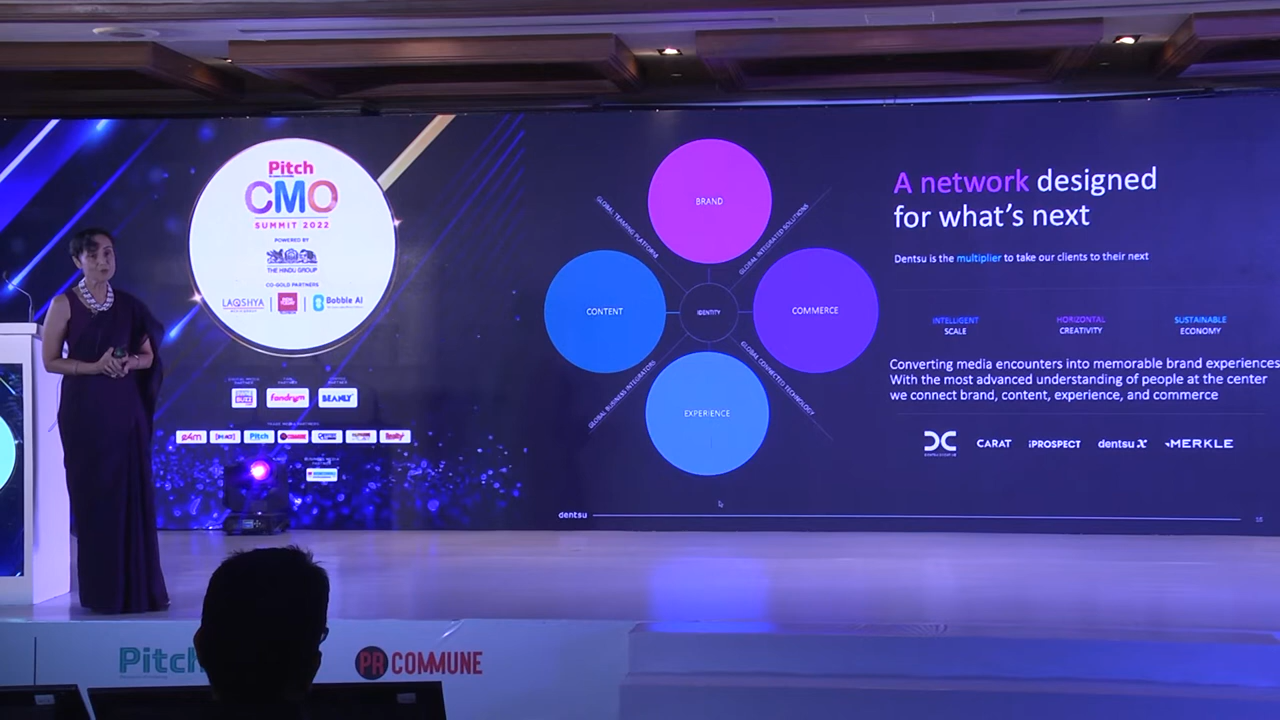 Pitch
CMO
SUMMIT 2022
POWERED BY
THE HINDU GROUP
CO-GOLD PARTNERS
LAQSHYA
Bobble AI
fandrum
BEANLY
e4m
Pitch
Realty+
BRAND
CONTENT
IDENTITY
COMMERCE
EXPERIENCE
GLOBAL TEAMING PLATFORM
GLOBAL INTEGRATED SOLUTIONS
GLOBAL BUSINESS INTEGRATORS
GLOBAL CONNECTED TECHNOLOGY
A network designed
for what's next
Dentsu is the multiplier to take our clients to their next
INTELLIGENT
SCALE
HORIZONTAL
CREATIVITY
SUSTAINABLE
ECONOMY
Converting media encounters into memorable brand experiences
With the most advanced understanding of people at the center
we connect brand, content, experience, and commerce
DC
CARAT
iPROSPECT
dentsu X
MERKLE
dentsu
Pitch
PR COMMUNE